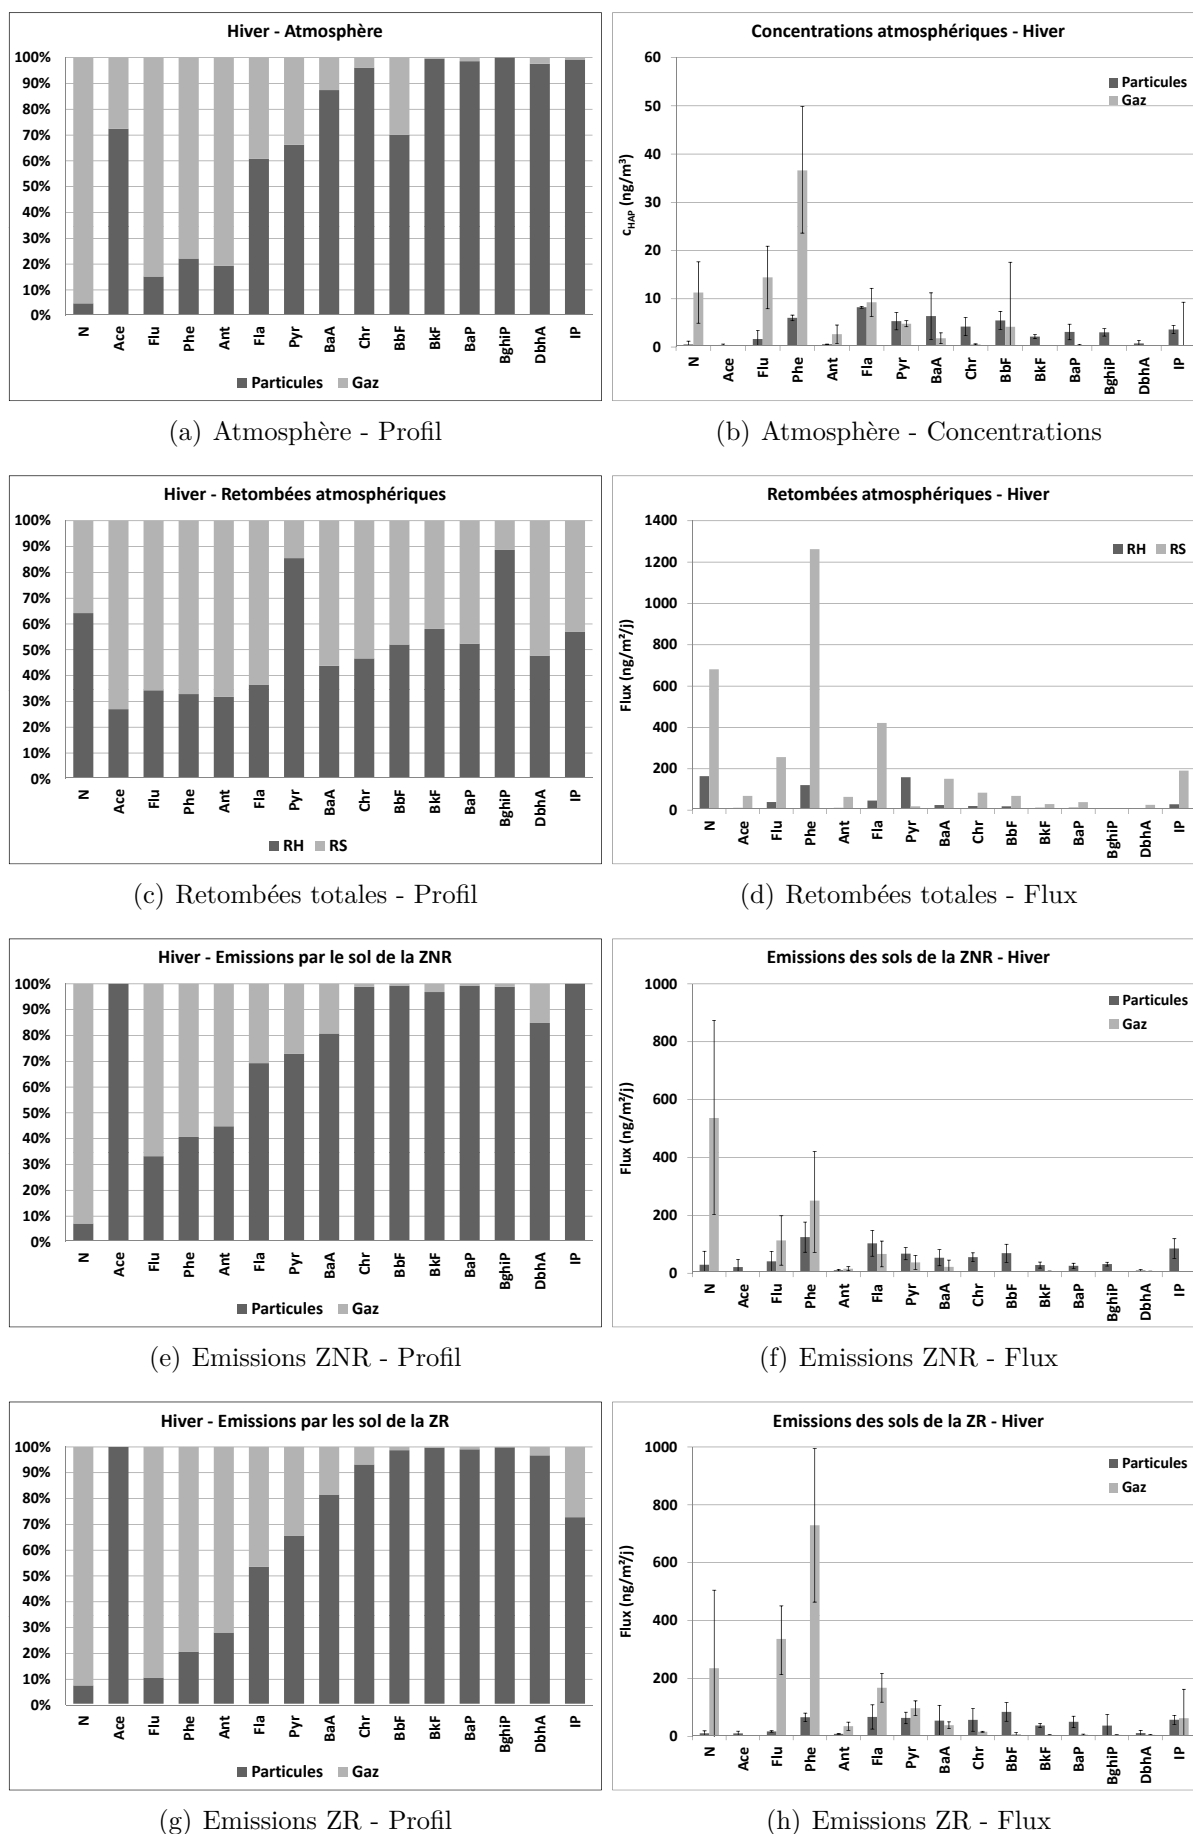 Hiver - Atmosphère
100%
90%
80%
70%
60%
50%
40%
30%
20%
10%
0%
N Ace Flu Phe Ant Fla Pyr BaA Chr BbF BkF BaP BghiP DbhA IP
Particules Gaz
(a) Atmosphère - Profil
Concentrations atmosphériques - Hiver
60
50
40
30
20
10
0
c_HAP (ng/m³)
Particules
Gaz
N Ace Flu Phe Ant Fla Pyr BaA Chr BbF BkF BaP BghiP DbhA IP
(b) Atmosphère - Concentrations
Hiver - Retombées atmosphériques
100%
90%
80%
70%
60%
50%
40%
30%
20%
10%
0%
N Ace Flu Phe Ant Fla Pyr BaA Chr BbF BkF BaP BghiP DbhA IP
RH RS
(c) Retombées totales - Profil
Retombées atmosphériques - Hiver
1400
1200
1000
800
600
400
200
0
Flux (ng/m²/j)
RH RS
N Ace Flu Phe Ant Fla Pyr BaA Chr BbF BkF BaP BghiP DbhA IP
(d) Retombées totales - Flux
Hiver - Emissions par le sol de la ZNR
100%
90%
80%
70%
60%
50%
40%
30%
20%
10%
0%
N Ace Flu Phe Ant Fla Pyr BaA Chr BbF BkF BaP BghiP DbhA IP
Particules Gaz
(e) Emissions ZNR - Profil
Emissions des sols de la ZNR - Hiver
1000
800
600
400
200
0
Flux (ng/m²/j)
Particules
Gaz
N Ace Flu Phe Ant Fla Pyr BaA Chr BbF BkF BaP BghiP DbhA IP
(f) Emissions ZNR - Flux
Hiver - Emissions par les sol de la ZR
100%
90%
80%
70%
60%
50%
40%
30%
20%
10%
0%
N Ace Flu Phe Ant Fla Pyr BaA Chr BbF BkF BaP BghiP DbhA IP
Particules Gaz
(g) Emissions ZR - Profil
Emissions des sols de la ZR - Hiver
1000
800
600
400
200
0
Flux (ng/m²/j)
Particules
Gaz
N Ace Flu Phe Ant Fla Pyr BaA Chr BbF BkF BaP BghiP DbhA IP
(h) Emissions ZR - Flux